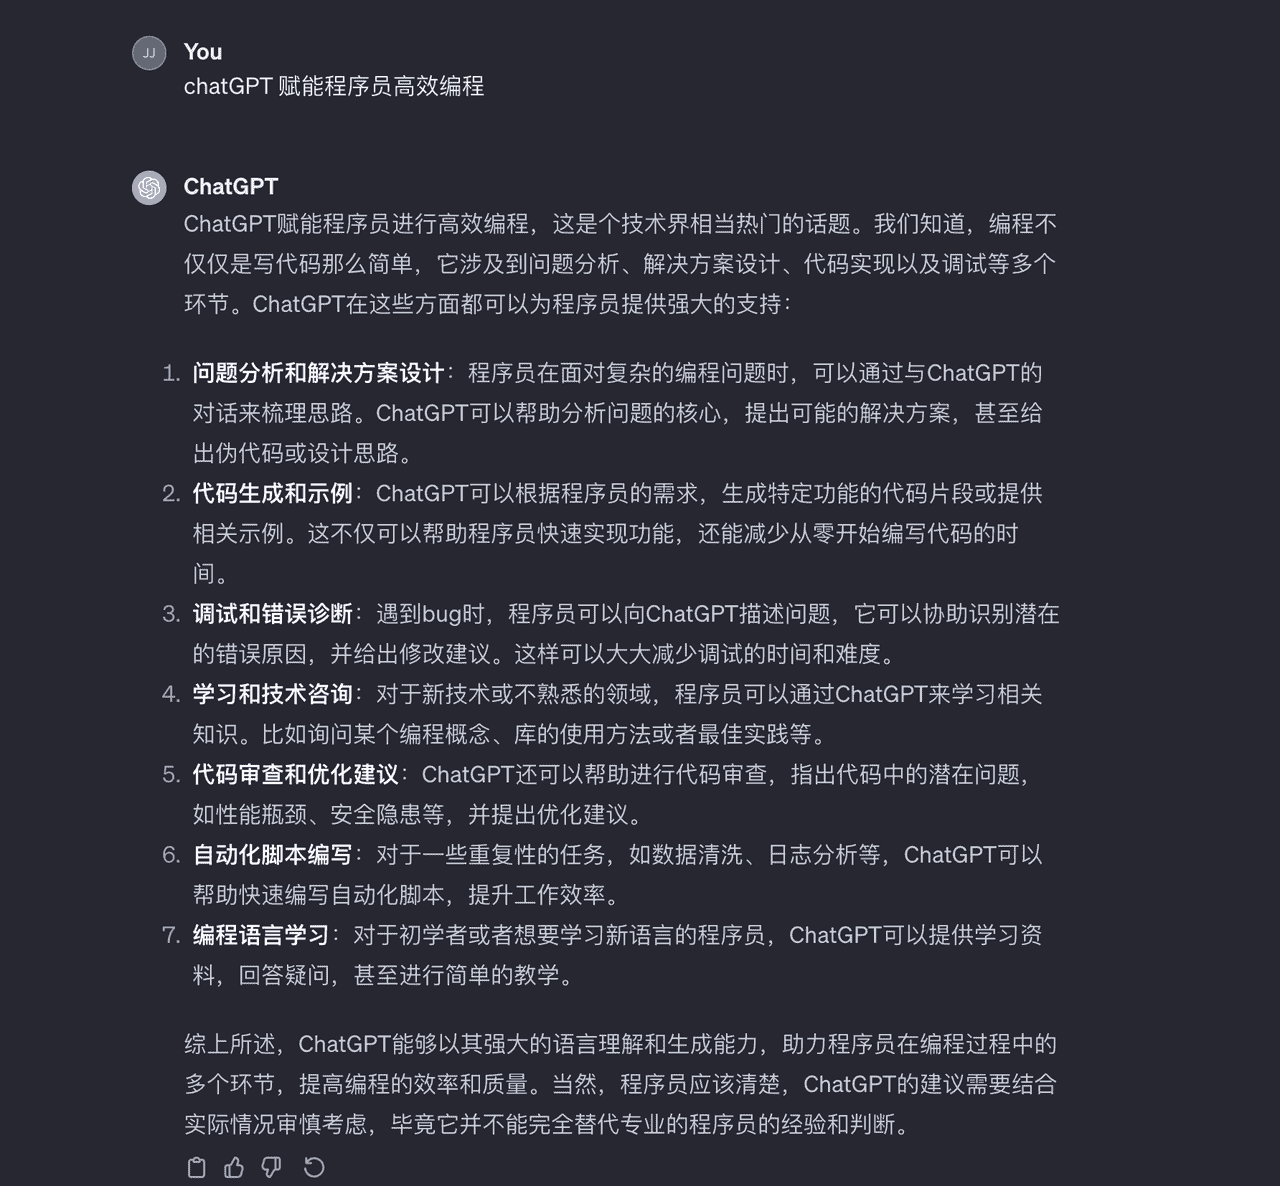 JJ
You
chatGPT 赋能程序员高效编程
ChatGPT
ChatGPT赋能程序员进行高效编程，这是个技术界相当热门的话题。我们知道，编程不
仅仅是写代码那么简单，它涉及到问题分析、解决方案设计、代码实现以及调试等多个
环节。ChatGPT在这些方面都可以为程序员提供强大的支持：
1. 问题分析和解决方案设计：程序员在面对复杂的编程问题时，可以通过与ChatGPT的
对话来梳理思路。ChatGPT可以帮助分析问题的核心，提出可能的解决方案，甚至给
出伪代码或设计思路。
2. 代码生成和示例：ChatGPT可以根据程序员的需求，生成特定功能的代码片段或提供
相关示例。这不仅可以帮助程序员快速实现功能，还能减少从零开始编写代码的时
间。
3. 调试和错误诊断：遇到bug时，程序员可以向ChatGPT描述问题，它可以协助识别潜在
的错误原因，并给出修改建议。这样可以大大减少调试的时间和难度。
4. 学习和技术咨询：对于新技术或不熟悉的领域，程序员可以通过ChatGPT来学习相关
知识。比如询问某个编程概念、库的使用方法或者最佳实践等。
5. 代码审查和优化建议：ChatGPT还可以帮助进行代码审查，指出代码中的潜在问题，
如性能瓶颈、安全隐患等，并提出优化建议。
6. 自动化脚本编写：对于一些重复性的任务，如数据清洗、日志分析等，ChatGPT可以
帮助快速编写自动化脚本，提升工作效率。
7. 编程语言学习：对于初学者或者想要学习新语言的程序员，ChatGPT可以提供学习资
料，回答疑问，甚至进行简单的教学。
综上所述，ChatGPT能够以其强大的语言理解和生成能力，助力程序员在编程过程中的
多个环节，提高编程的效率和质量。当然，程序员应该清楚，ChatGPT的建议需要结合
实际情况审慎考虑，毕竟它并不能完全替代专业的程序员的经验和判断。